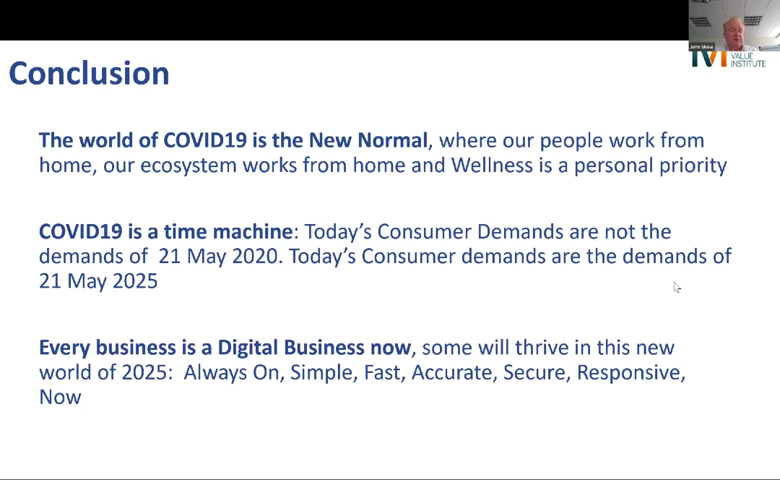 John Shaw
IVI VALUE
INSTITUTE
Conclusion
The world of COVID19 is the New Normal, where our people work from
home, our ecosystem works from home and Wellness is a personal priority
COVID19 is a time machine: Today's Consumer Demands are not the
demands of  21 May 2020. Today's Consumer demands are the demands of
21 May 2025
Every business is a Digital Business now, some will thrive in this new
world of 2025:  Always On, Simple, Fast, Accurate, Secure, Responsive,
Now